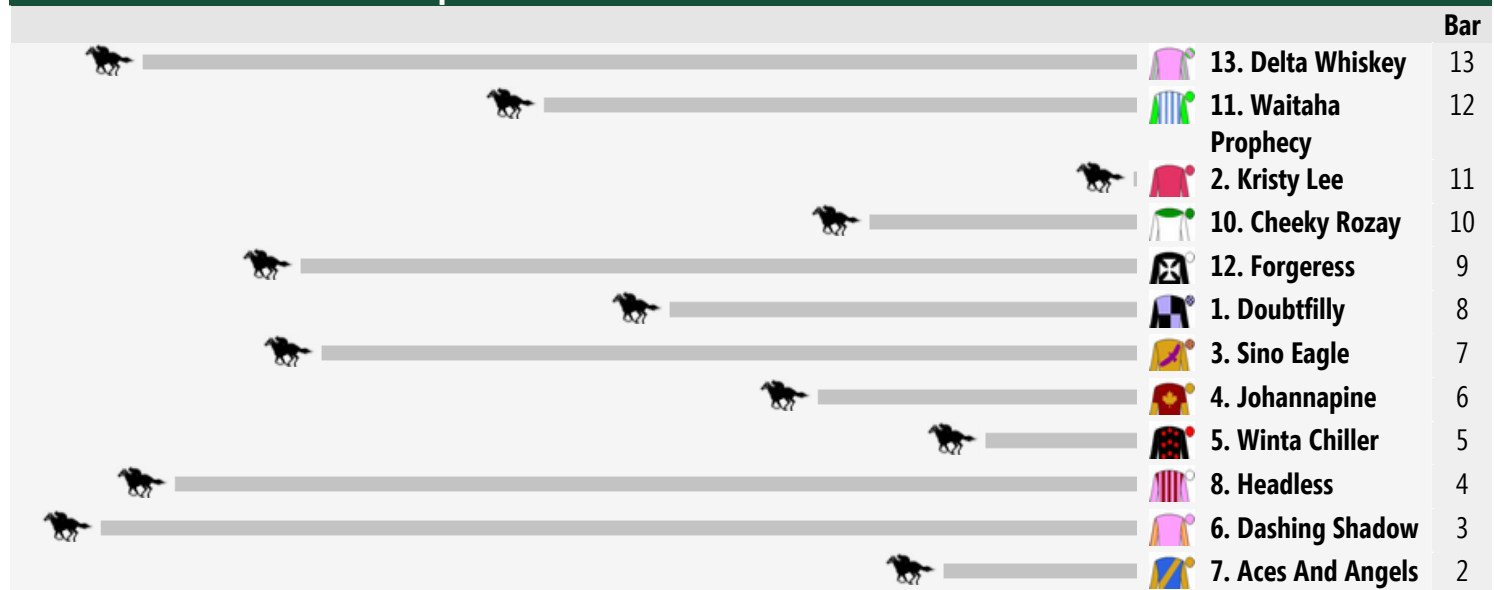 Bar
13. Delta Whiskey 13
11. Waitaha 12
Prophecy
2. Kristy Lee 11
10. Cheeky Rozay 10
12. Forgeress 9
1. Doubtfilly 8
3. Sino Eagle 7
4. Johannapine 6
5. Winta Chiller 5
8. Headless 4
6. Dashing Shadow 3
7. Aces And Angels 2